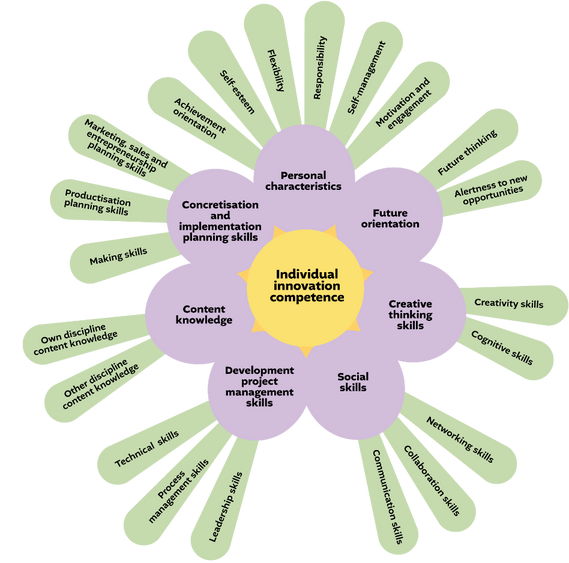 Individual
innovation
competence
Personal
characteristics
Achievement
orientation
Self-esteem
Flexibility
Responsibility
Self-management
Motivation and
engagement
Future
orientation
Future thinking
Alertness to new
opportunities
Creative
thinking
skills
Creativity skills
Cognitive skills
Social
skills
Networking skills
Collaboration skills
Communication skills
Development
project
management
skills
Leadership skills
Process
management skills
Technical skills
Content
knowledge
Other discipline
content knowledge
Own discipline
content knowledge
Concretisation
and
implementation
planning skills
Making skills
Productisation
planning skills
Marketing, sales and
entrepreneurship
planning skills